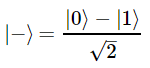 |−⟩ = (|0⟩ − |1⟩) / √2